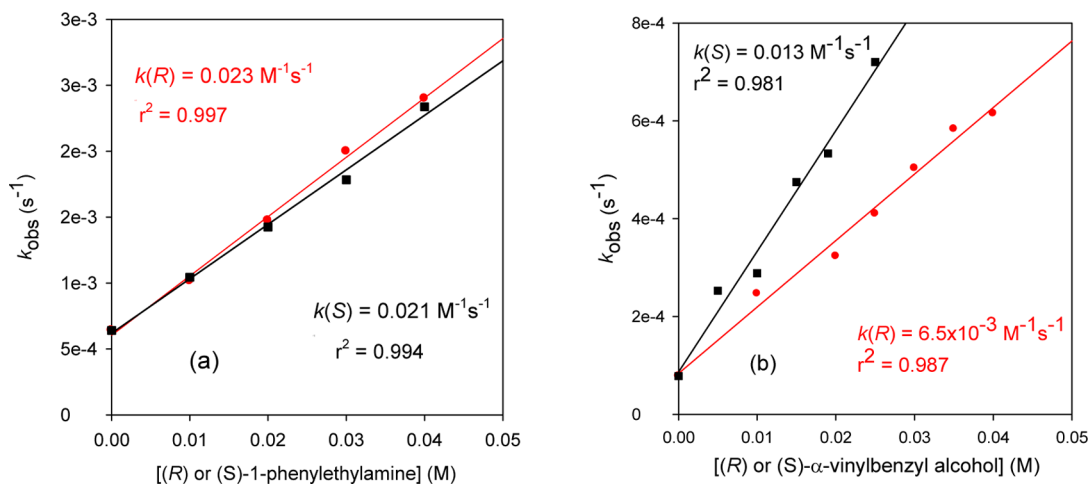 3e-3
3e-3
2e-3
2e-3
1e-3
5e-4
0
k_obs (s⁻¹)
k(R) = 0.023 M⁻¹s⁻¹
r² = 0.997
k(S) = 0.021 M⁻¹s⁻¹
r² = 0.994
(a)
0.00 0.01 0.02 0.03 0.04 0.05
[(R) or (S)-1-phenylethylamine] (M)
8e-4
6e-4
4e-4
2e-4
0
k_obs (s⁻¹)
k(S) = 0.013 M⁻¹s⁻¹
r² = 0.981
k(R) = 6.5x10⁻³ M⁻¹s⁻¹
r² = 0.987
(b)
0.00 0.01 0.02 0.03 0.04 0.05
[(R) or (S)-α-vinylbenzyl alcohol] (M)